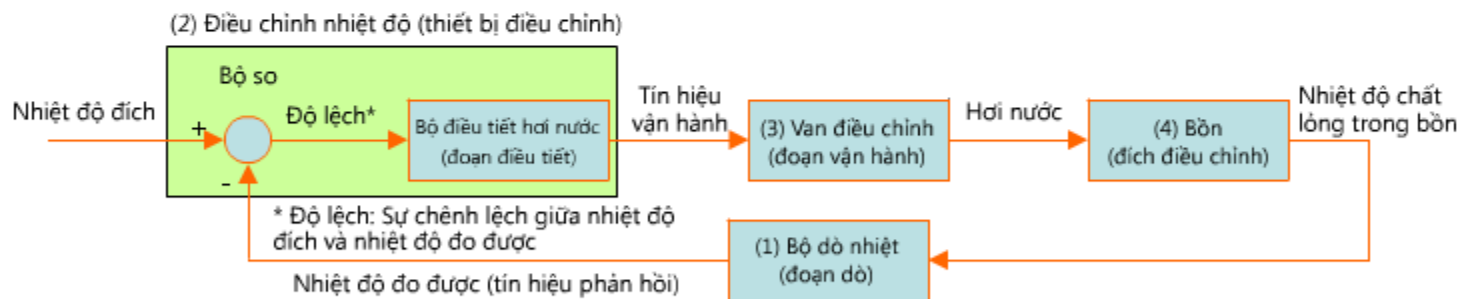 (2) Điều chỉnh nhiệt độ (thiết bị điều chỉnh)
Bộ so
Nhiệt độ đích
+
-
Độ lệch*
Bộ điều tiết hơi nước
(đoạn điều tiết)
Tín hiệu
vận hành
(3) Van điều chỉnh
(đoạn vận hành)
Hơi nước
(4) Bồn
(đích điều chỉnh)
Nhiệt độ chất
lỏng trong bồn
* Độ lệch: Sự chênh lệch giữa nhiệt độ
đích và nhiệt độ đo được
(1) Bộ dò nhiệt
(đoạn dò)
Nhiệt độ đo được (tín hiệu phản hồi)